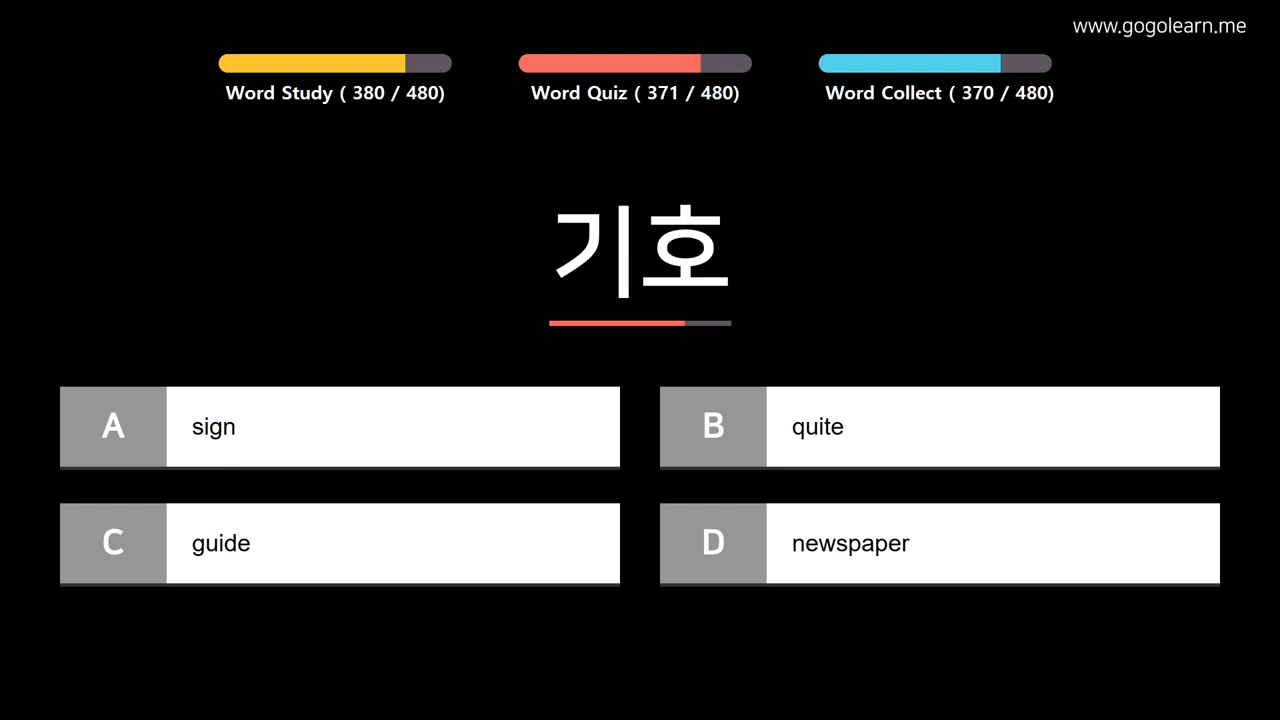 www.gogolearn.me
Word Study ( 380 / 480)
Word Quiz ( 371 / 480)
Word Collect ( 370 / 480)
기호
A sign
B quite
C guide
D newspaper